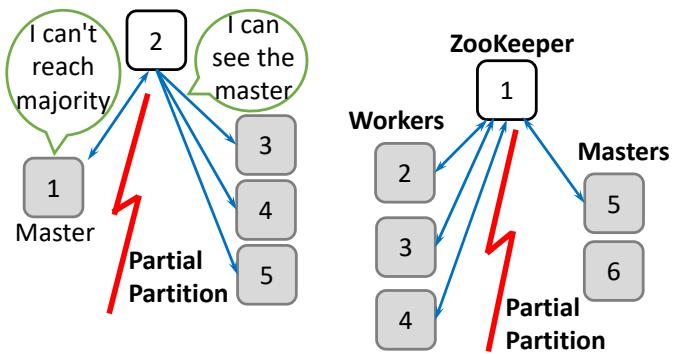 I can't
reach
majority
2
I can
see the
master
1
Master
3
4
5
Partial
Partition
ZooKeeper
1
Workers
2
3
4
Masters
5
6
Partial
Partition